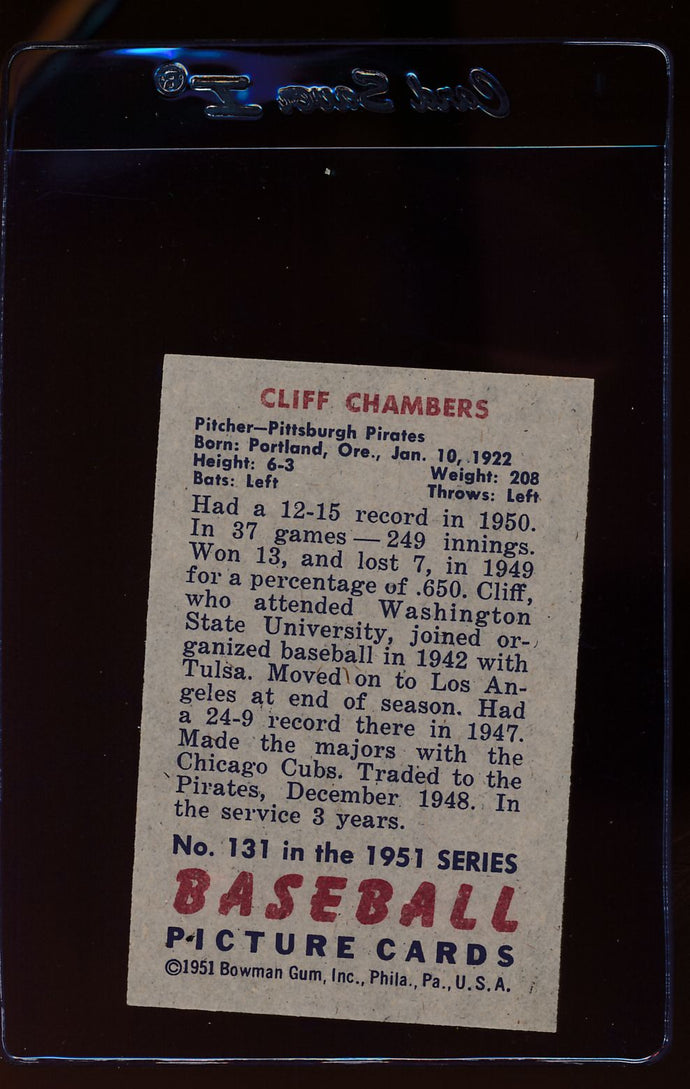 Card Saver I®
CLIFF CHAMBERS
Pitcher—Pittsburgh Pirates
Born: Portland, Ore., Jan. 10, 1922
Height: 6-3 Weight: 208
Bats: Left Throws: Left
Had a 12-15 record in 1950.
In 37 games — 249 innings.
Won 13, and lost 7, in 1949
for a percentage of .650. Cliff,
who attended Washington
State University, joined or-
ganized baseball in 1942 with
Tulsa. Moved on to Los An-
geles at end of season. Had
a 24-9 record there in 1947.
Made the majors with the
Chicago Cubs. Traded to the
Pirates, December 1948. In
the service 3 years.
No. 131 in the 1951 SERIES
BASEBALL
PICTURE CARDS
©1951 Bowman Gum, Inc., Phila., Pa., U.S.A.